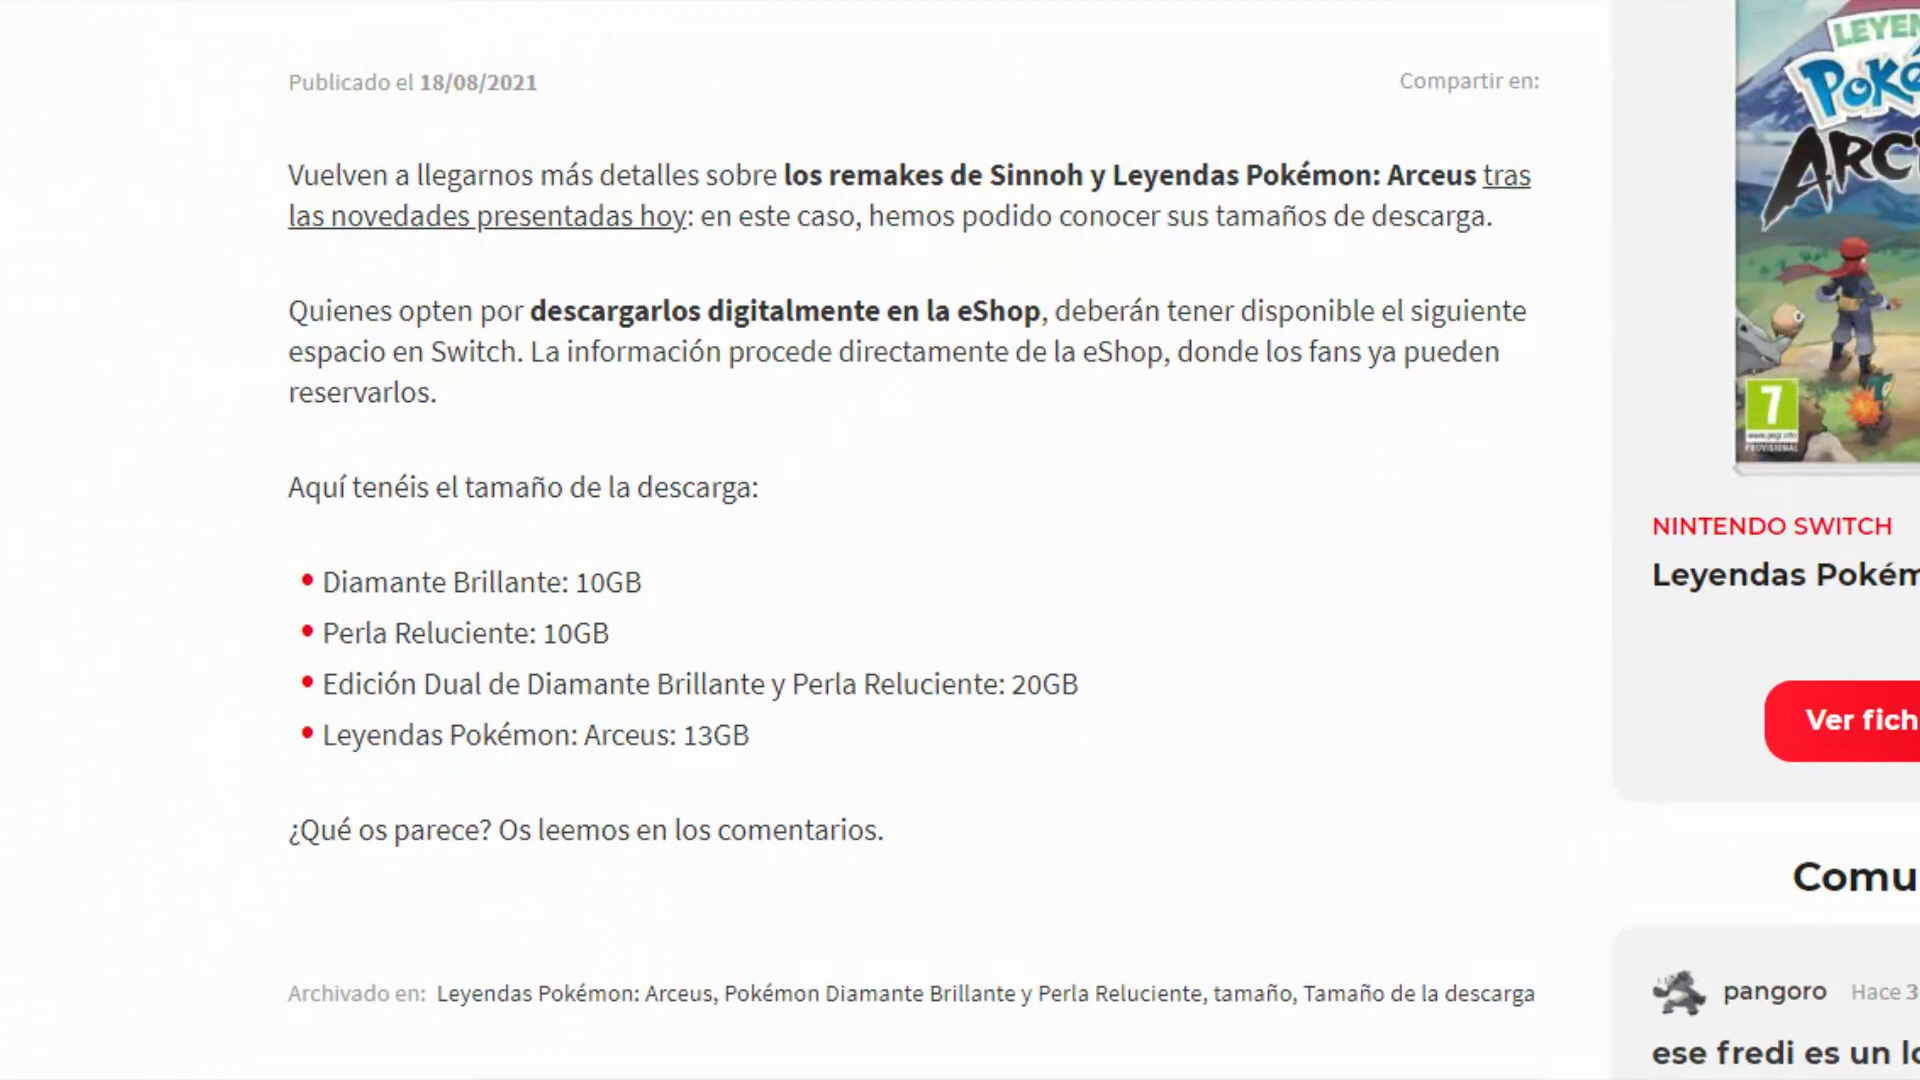 Publicado el 18/08/2021
Compartir en:
Vuelven a llegarnos más detalles sobre los remakes de Sinnoh y Leyendas Pokémon: Arceus tras
las novedades presentadas hoy: en este caso, hemos podido conocer sus tamaños de descarga.
Quienes opten por descargarlos digitalmente en la eShop, deberán tener disponible el siguiente
espacio en Switch. La información procede directamente de la eShop, donde los fans ya pueden
reservarlos.
Aquí tenéis el tamaño de la descarga:
• Diamante Brillante: 10GB
• Perla Reluciente: 10GB
• Edición Dual de Diamante Brillante y Perla Reluciente: 20GB
• Leyendas Pokémon: Arceus: 13GB
¿Qué os parece? Os leemos en los comentarios.
Archivado en: Leyendas Pokémon: Arceus, Pokémon Diamante Brillante y Perla Reluciente, tamaño, Tamaño de la descarga
LEYEN
Poké
ARC
7
PROVISIONAL
NINTENDO SWITCH
Leyendas Pokém
Ver fich
Comu
pangoro Hace 3
ese fredi es un lo